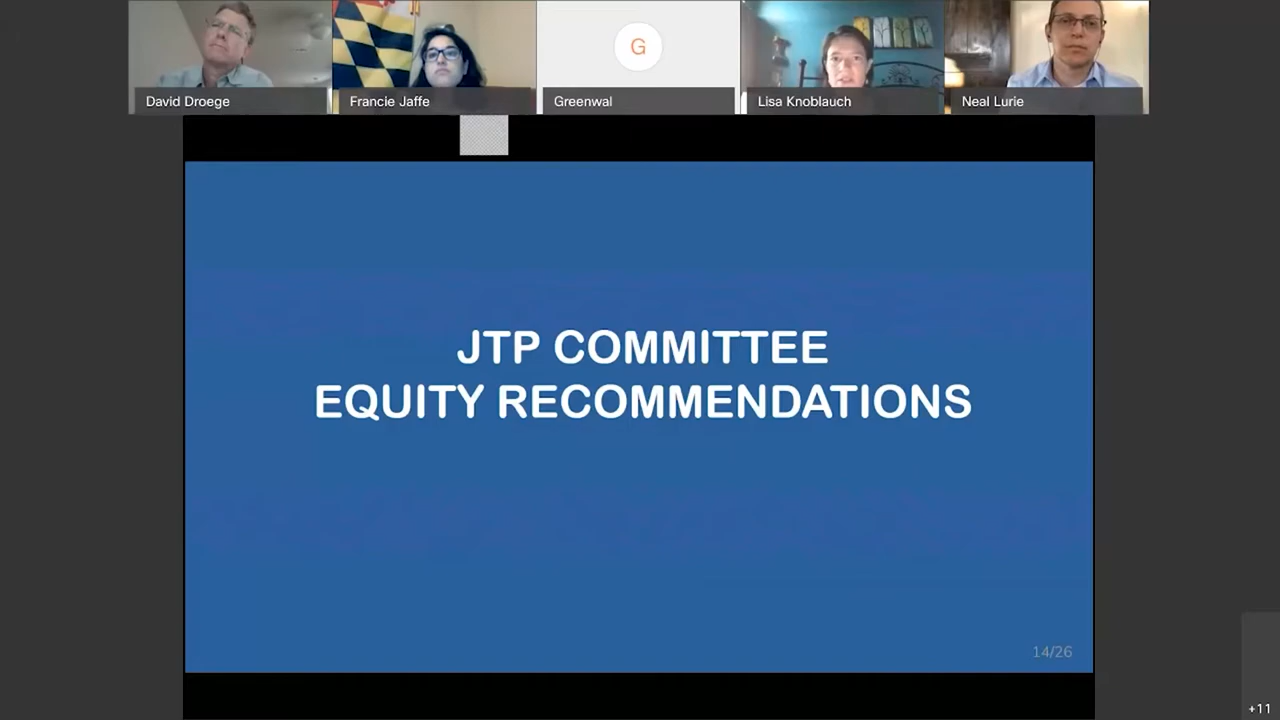 David Droege
Francie Jaffe
G
Greenwal
Lisa Knoblauch
Neal Lurie
JTP COMMITTEE
EQUITY RECOMMENDATIONS
14/26
+11